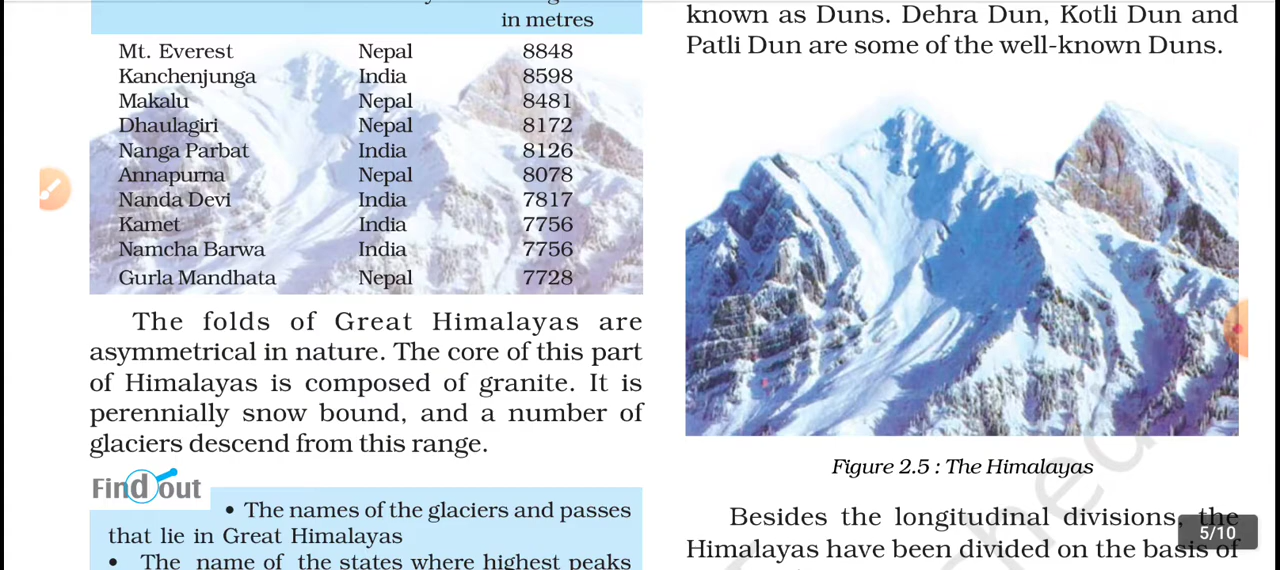 in metres
Mt. Everest Nepal 8848
Kanchenjunga India 8598
Makalu Nepal 8481
Dhaulagiri Nepal 8172
Nanga Parbat India 8126
Annapurna Nepal 8078
Nanda Devi India 7817
Kamet India 7756
Namcha Barwa India 7756
Gurla Mandhata Nepal 7728
The folds of Great Himalayas are
asymmetrical in nature. The core of this part
of Himalayas is composed of granite. It is
perennially snow bound, and a number of
glaciers descend from this range.
Find out
• The names of the glaciers and passes
that lie in Great Himalayas
• The name of the states where highest peaks
known as Duns. Dehra Dun, Kotli Dun and
Patli Dun are some of the well-known Duns.
Figure 2.5 : The Himalayas
Besides the longitudinal divisions, the
Himalayas have been divided on the basis of
5/10